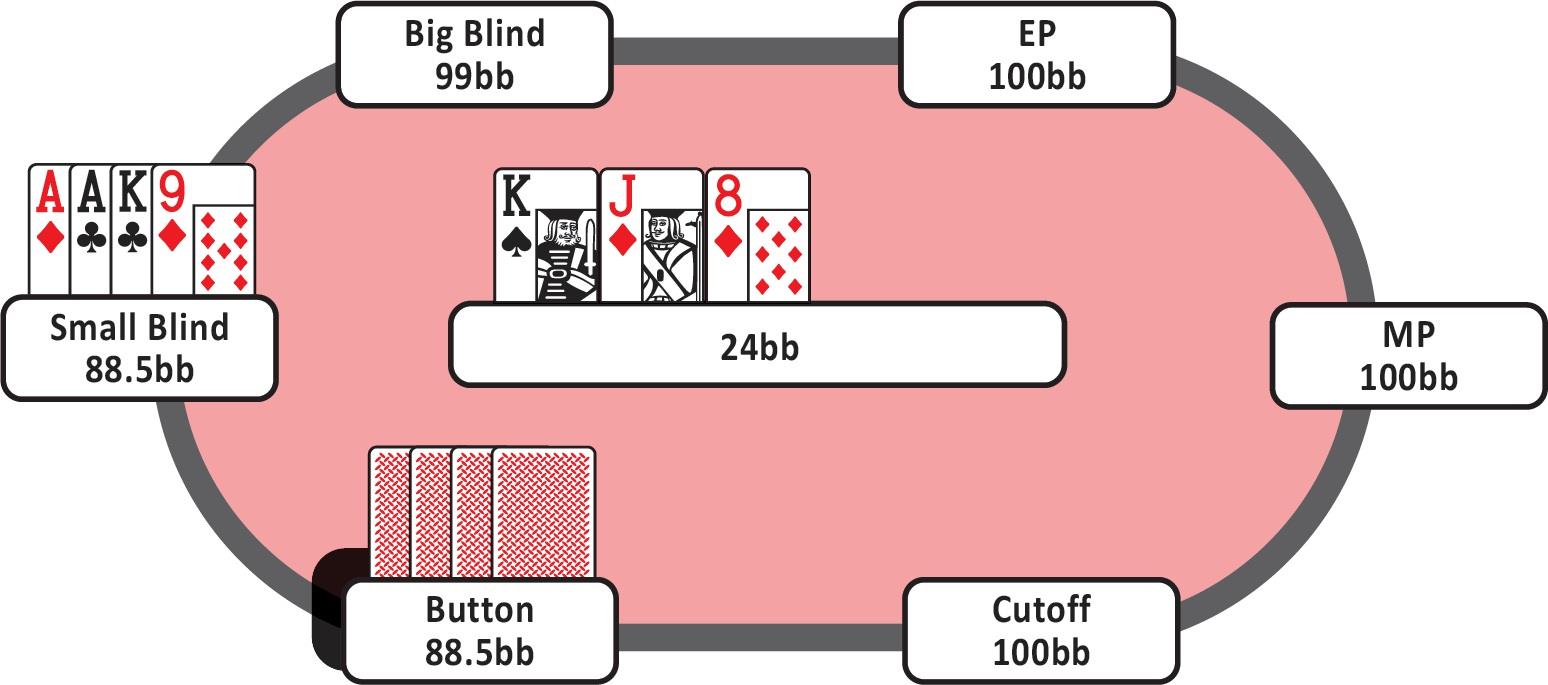 Big Blind
99bb
EP
100bb
A A K 9
K J 8
Small Blind
88.5bb
24bb
MP
100bb
Button
88.5bb
Cutoff
100bb